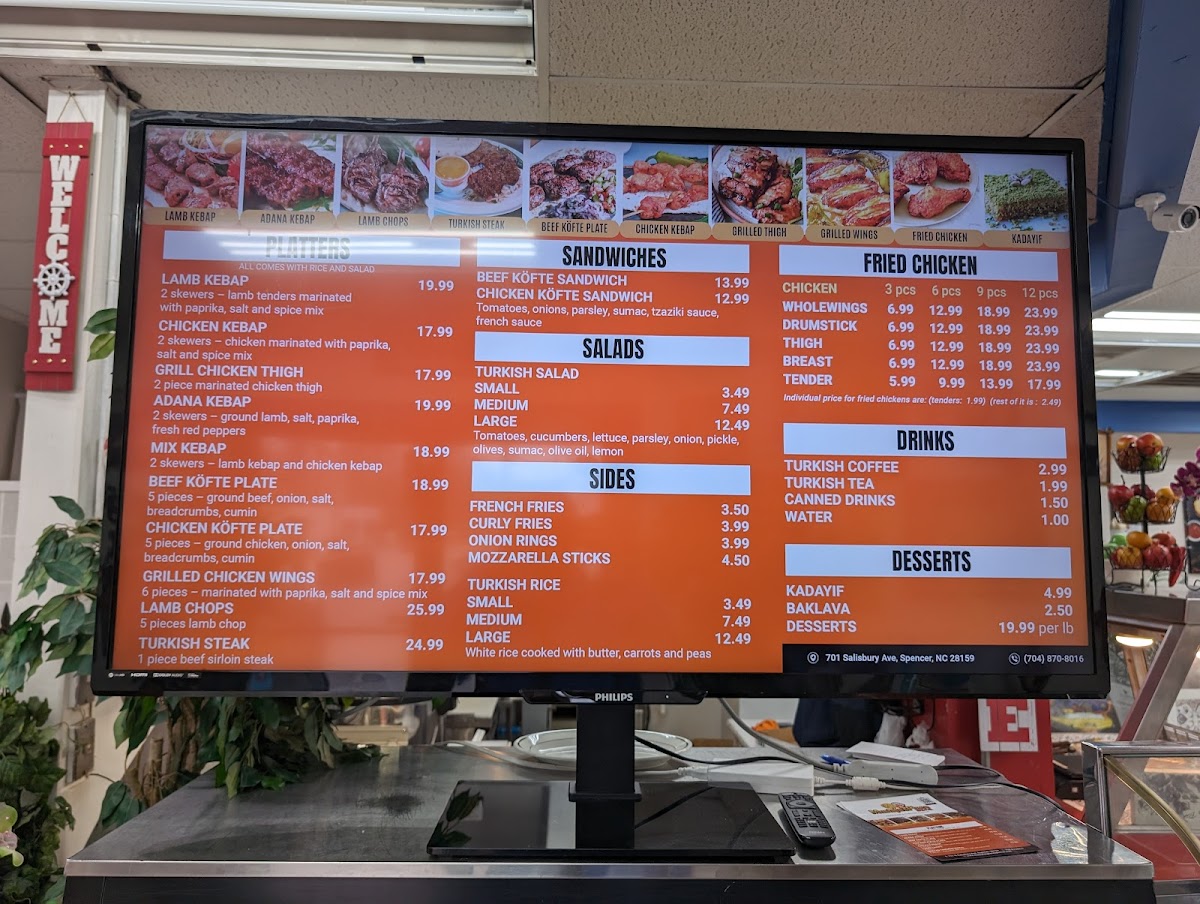 WELCOME
LAMB KEBAP
ADANA KEBAP
LAMB CHOPS
TURKISH STEAK
BEEF KÖFTE PLATE
CHICKEN KEBAP
GRILLED THIGH
GRILLED WINGS
FRIED CHICKEN
KADAYIF
PLATTERS
ALL COMES WITH RICE AND SALAD
LAMB KEBAP 19.99
2 skewers – lamb tenders marinated
with paprika, salt and spice mix
CHICKEN KEBAP 17.99
2 skewers – chicken marinated with paprika,
salt and spice mix
GRILL CHICKEN THIGH 17.99
2 piece marinated chicken thigh
ADANA KEBAP 19.99
2 skewers – ground lamb, salt, paprika,
fresh red peppers
MIX KEBAP 18.99
2 skewers – lamb kebap and chicken kebap
BEEF KÖFTE PLATE 18.99
5 pieces – ground beef, onion, salt,
breadcrumbs, cumin
CHICKEN KÖFTE PLATE 17.99
5 pieces – ground chicken, onion, salt,
breadcrumbs, cumin
GRILLED CHICKEN WINGS 17.99
6 pieces – marinated with paprika, salt and spice mix
LAMB CHOPS 25.99
5 pieces lamb chop
TURKISH STEAK 24.99
1 piece beef sirloin steak
SANDWICHES
BEEF KÖFTE SANDWICH 13.99
CHICKEN KÖFTE SANDWICH 12.99
Tomatoes, onions, parsley, sumac, tzaziki sauce,
french sauce
SALADS
TURKISH SALAD
SMALL 3.49
MEDIUM 7.49
LARGE 12.49
Tomatoes, cucumbers, lettuce, parsley, onion, pickle,
olives, sumac, olive oil, lemon
SIDES
FRENCH FRIES 3.50
CURLY FRIES 3.99
ONION RINGS 3.99
MOZZARELLA STICKS 4.50
TURKISH RICE
SMALL 3.49
MEDIUM 7.49
LARGE 12.49
White rice cooked with butter, carrots and peas
FRIED CHICKEN
CHICKEN 3 pcs 6 pcs 9 pcs 12 pcs
WHOLEWINGS 6.99 12.99 18.99 23.99
DRUMSTICK 6.99 12.99 18.99 23.99
THIGH 6.99 12.99 18.99 23.99
BREAST 6.99 12.99 18.99 23.99
TENDER 5.99 9.99 13.99 17.99
Individual price for fried chickens are: (tenders: 1.99) (rest of it is : 2.49)
DRINKS
TURKISH COFFEE 2.99
TURKISH TEA 1.99
CANNED DRINKS 1.50
WATER 1.00
DESSERTS
KADAYIF 4.99
BAKLAVA 2.50
DESSERTS 19.99 per lb
701 Salisbury Ave, Spencer, NC 28159
(704) 870-8016
HDMI
PHILIPS
E